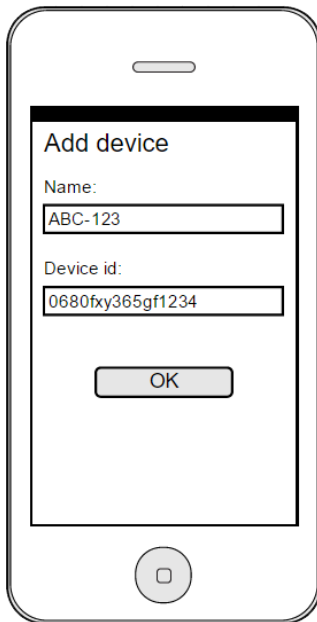 Add device
Name:
ABC-123
Device id:
0680fxy365gf1234
OK